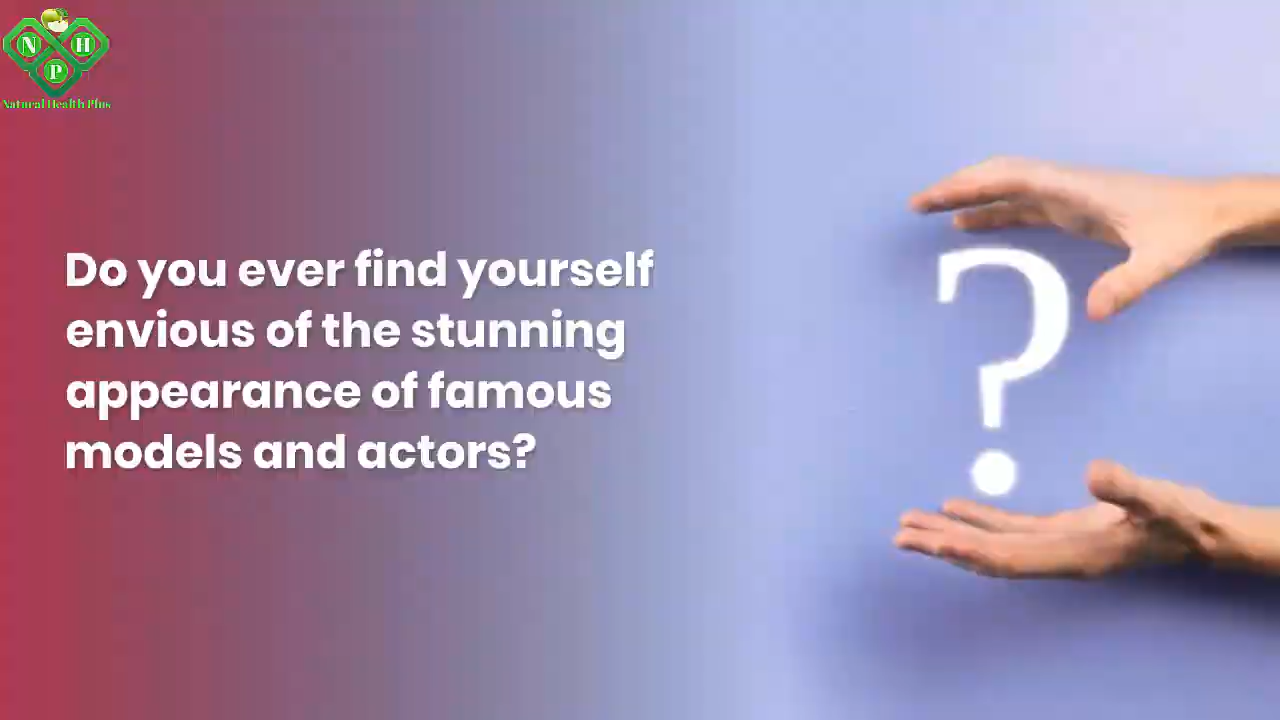 N H
P
Natural Health Plus
Do you ever find yourself
envious of the stunning
appearance of famous
models and actors?
?